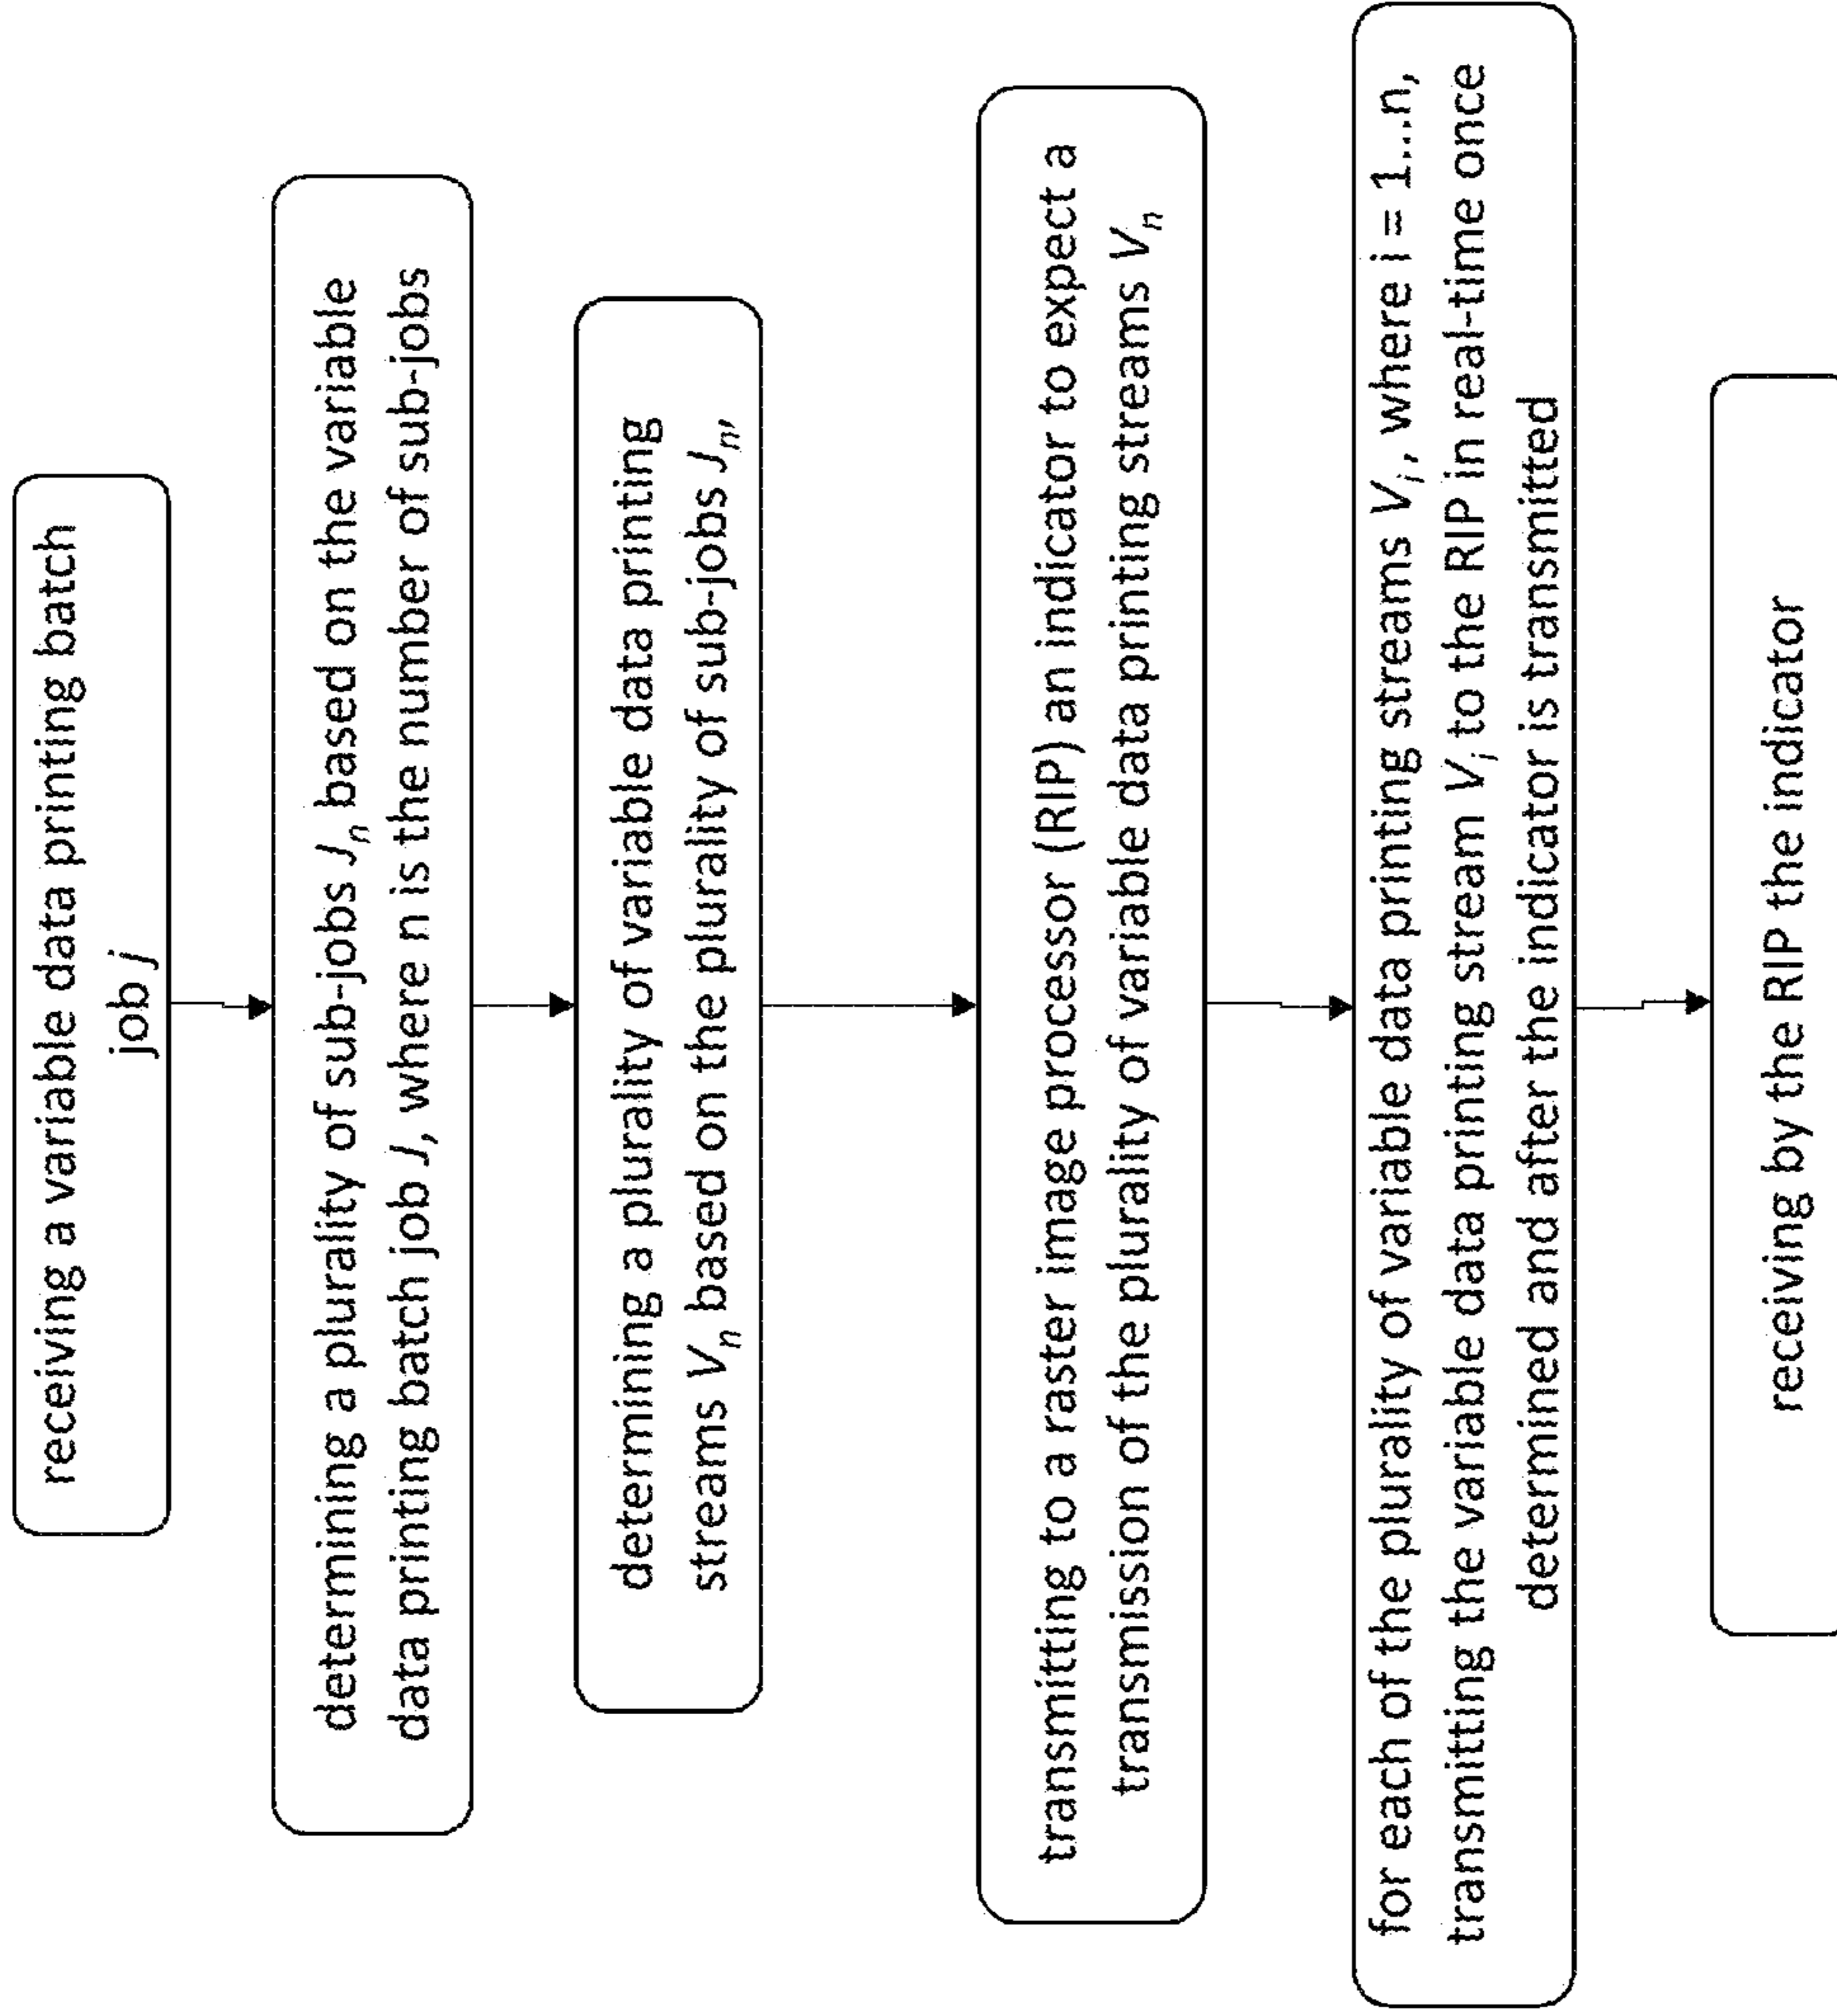 receiving a variable data printing batch
job j
determining a plurality of sub-jobs Jn based on the variable
data printing batch job J, where n is the number of sub-jobs
determining a plurality of variable data printing
streams Vn based on the plurality of sub-jobs Jn,
transmitting to a raster image processor (RIP) an indicator to expect a
transmission of the plurality of variable data printing streams Vn
for each of the plurality of variable data printing streams Vi, where i = 1...n,
transmitting the variable data printing stream Vi to the RIP in real-time once
determined and after the indicator is transmitted
receiving by the RIP the indicator